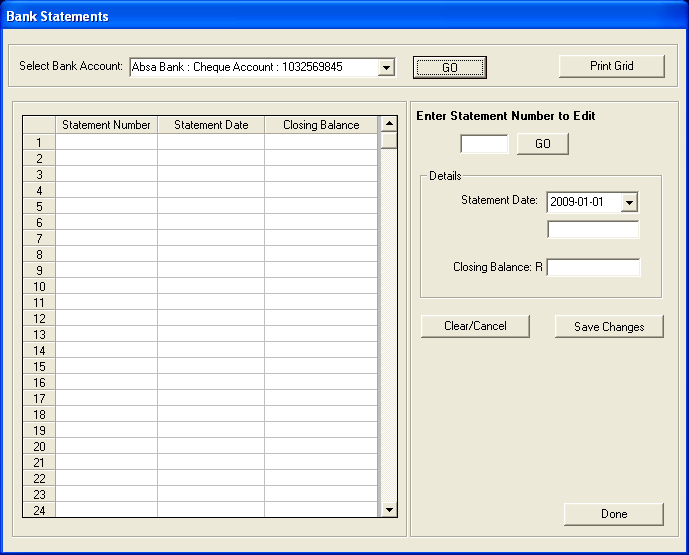 Bank Statements
Select Bank Account: Absa Bank : Cheque Account : 1032569845 GO Print Grid
Statement Number Statement Date Closing Balance
1
2
3
4
5
6
7
8
9
10
11
12
13
14
15
16
17
18
19
20
21
22
23
24
Enter Statement Number to Edit
GO
Details
Statement Date: 2009-01-01
Closing Balance: R
Clear/Cancel Save Changes
Done